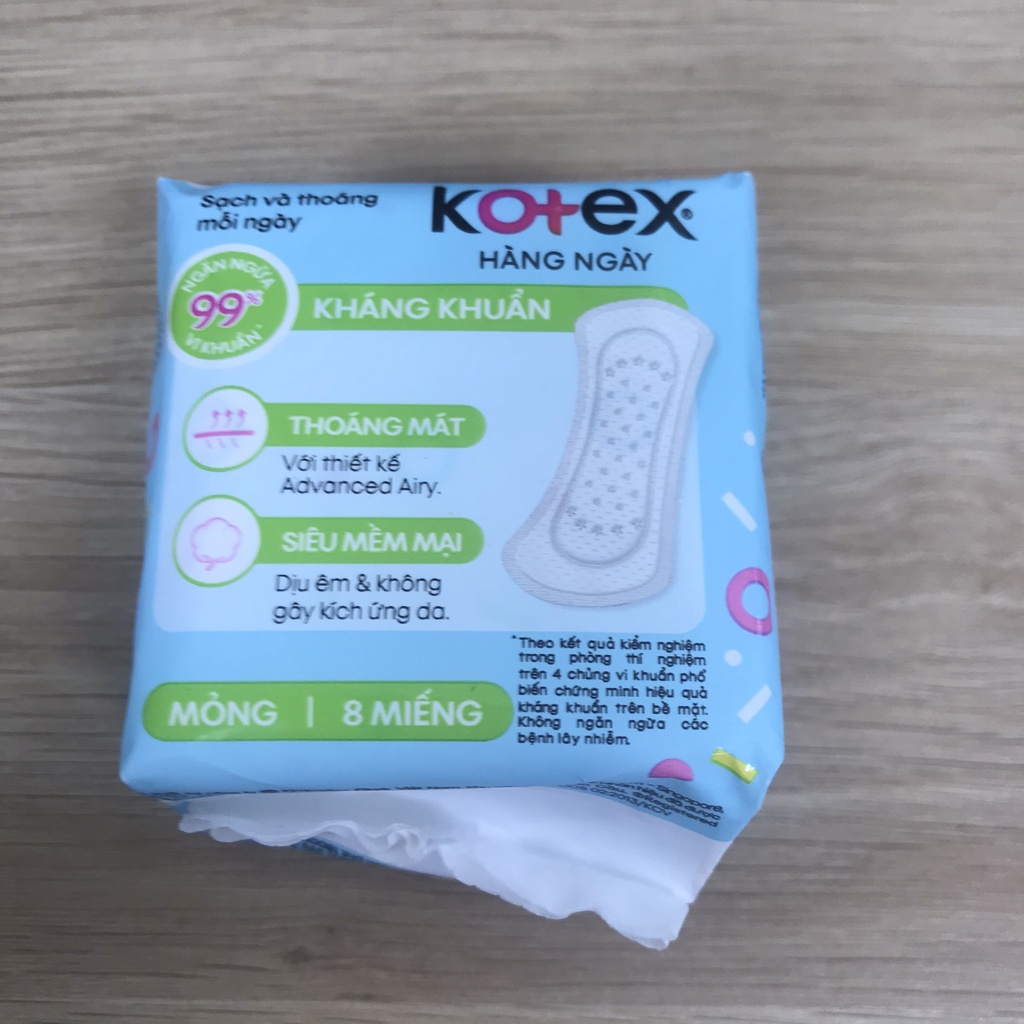 Sạch và thoáng
mỗi ngày
kotex®
HÀNG NGÀY
NGĂN NGỪA
99%
VI KHUẨN*
KHÁNG KHUẨN
THOÁNG MÁT
Với thiết kế
Advanced Airy.
SIÊU MỀM MẠI
Dịu êm & không
gây kích ứng da.
*Theo kết quả kiểm nghiệm
trong phòng thí nghiệm
trên 4 chủng vi khuẩn phổ
biến chứng minh hiệu quả
kháng khuẩn trên bề mặt.
Không ngăn ngừa các
bệnh lây nhiễm.
MỎNG | 8 MIẾNG
Singapore,